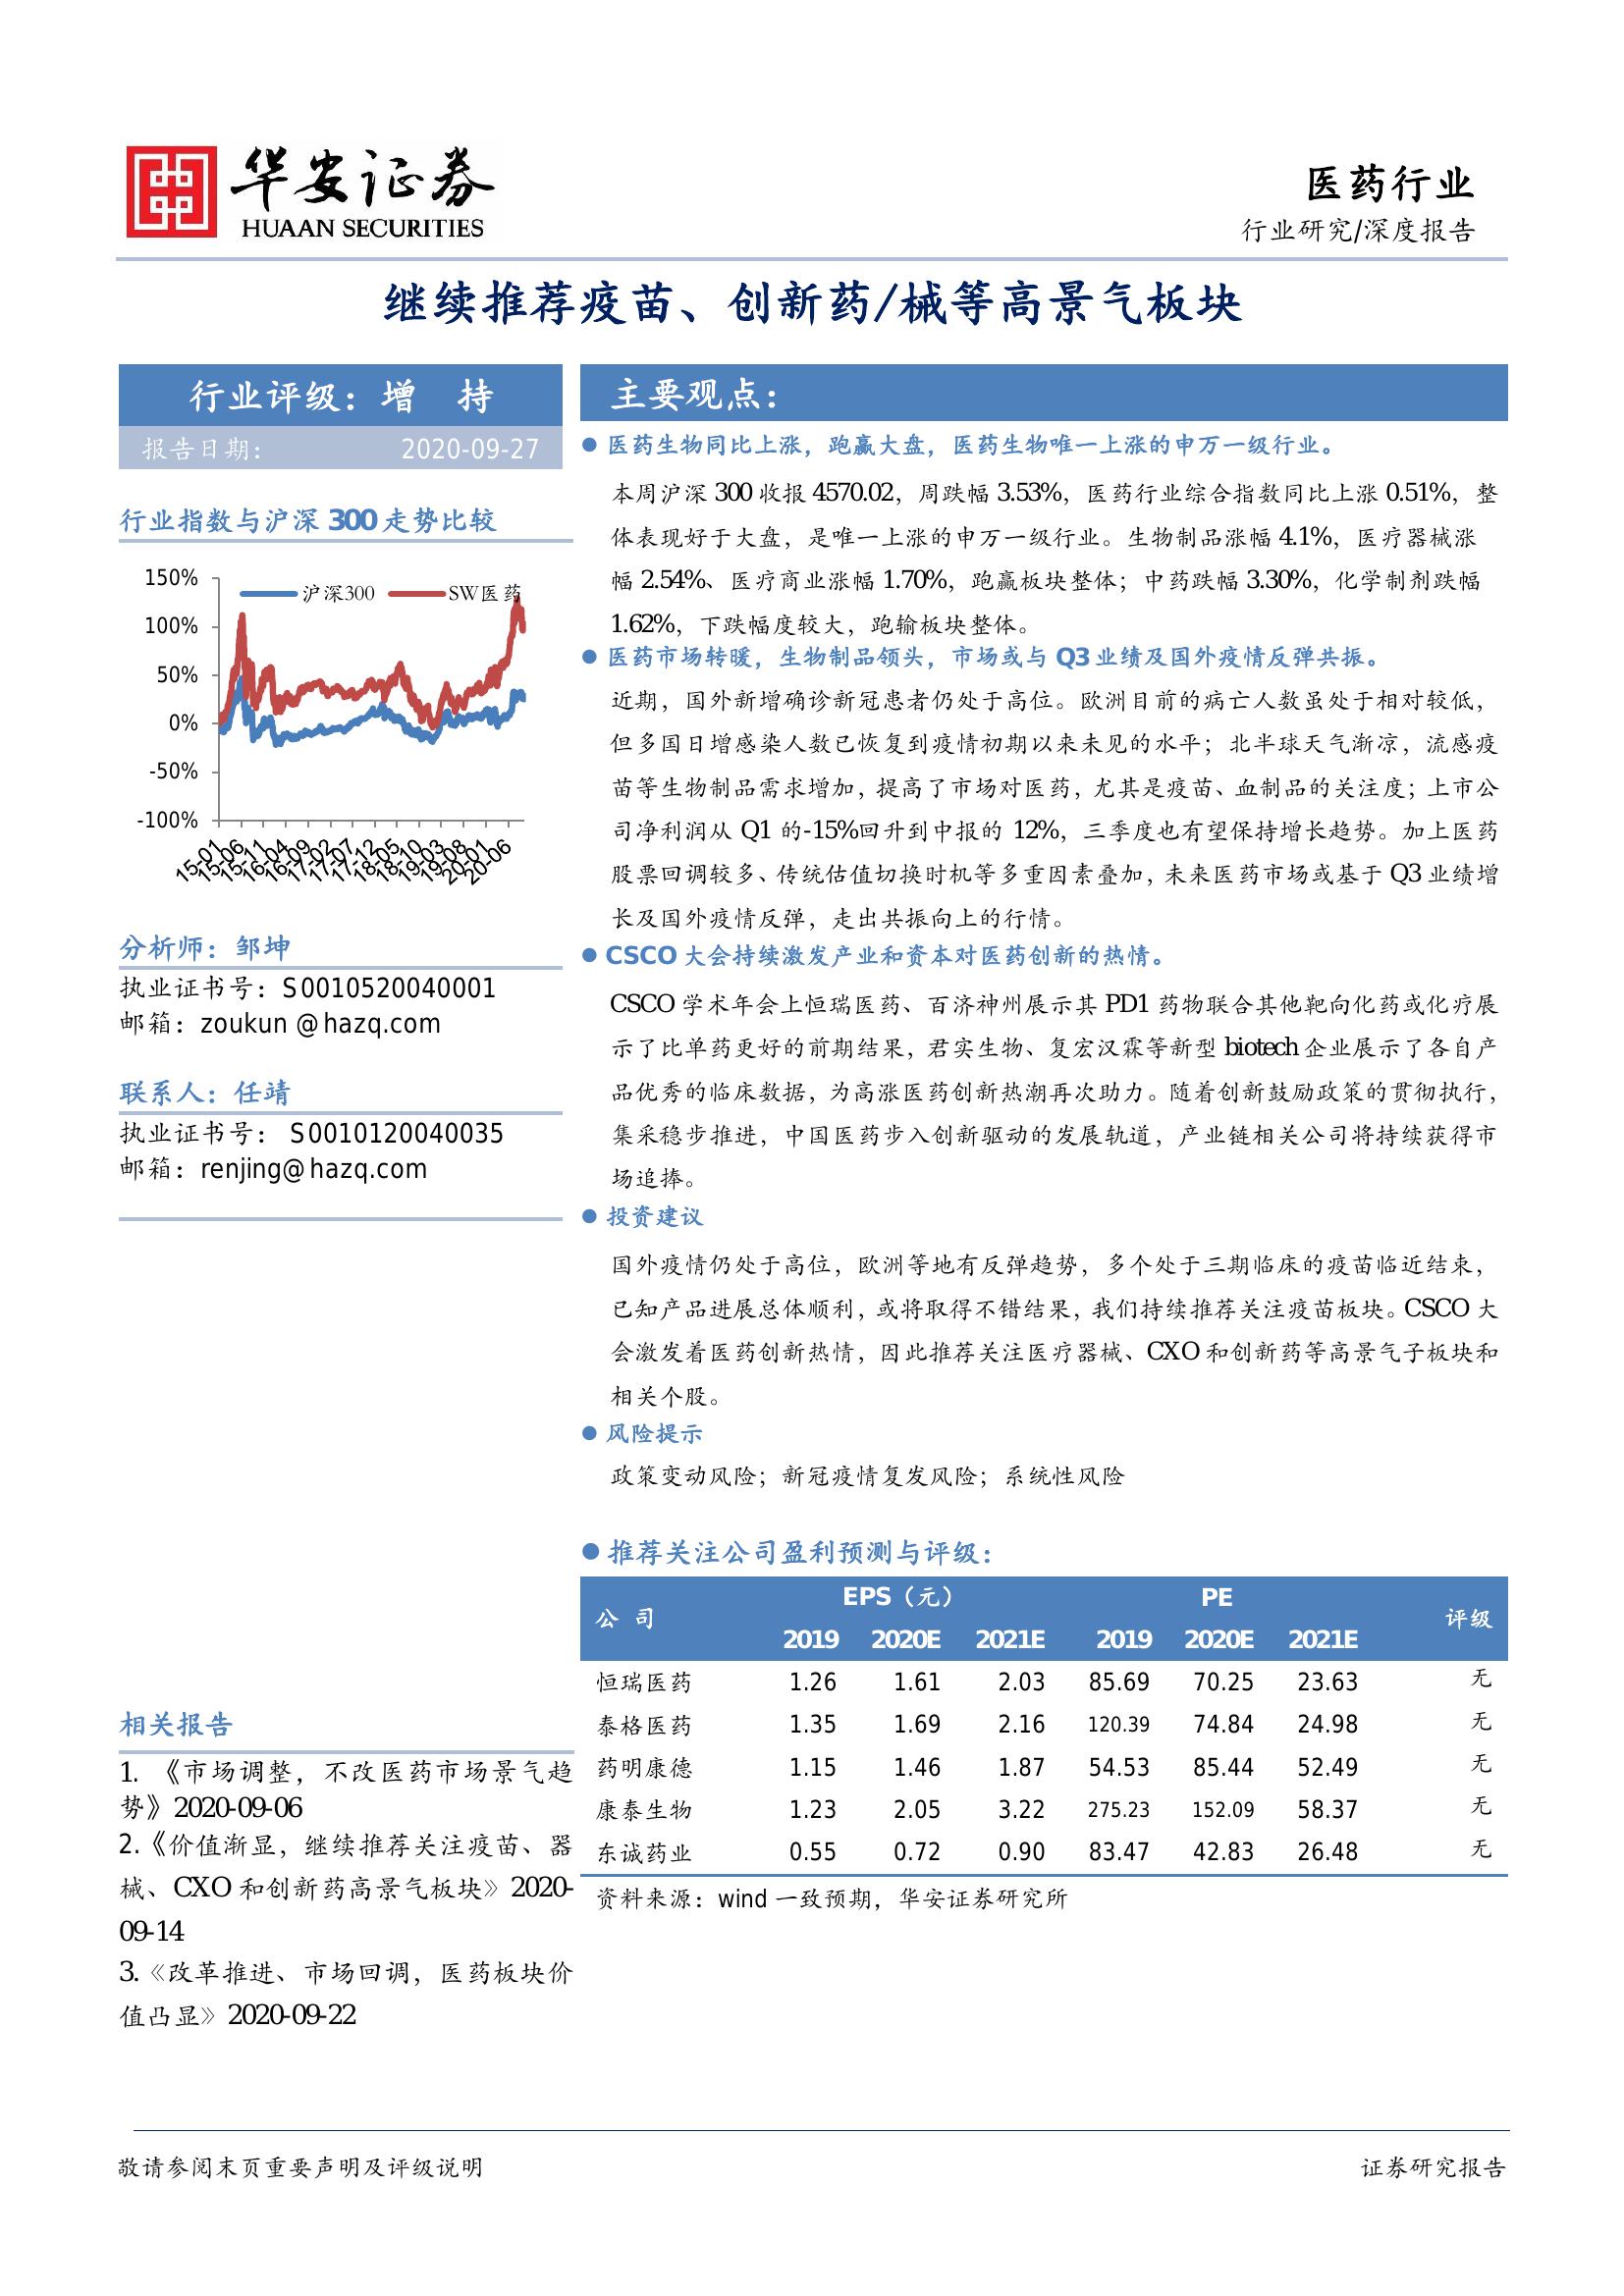 华安证券
HUAAN SECURITIES
医药行业
行业研究/深度报告
继续推荐疫苗、创新药/械等高景气板块
行业评级：增 持
报告日期： 2020-09-27
行业指数与沪深 300 走势比较
沪深300 SW医药
150%
100%
50%
0%
-50%
-100%
15-01
15-06
15-11
16-04
16-09
17-02
17-07
17-12
18-05
18-10
19-03
19-08
20-01
20-06
分析师：邹坤
执业证书号：S0010520040001
邮箱：zoukun @hazq.com
联系人：任靖
执业证书号： S0010120040035
邮箱：renjing@hazq.com
相关报告
1. 《市场调整，不改医药市场景气趋
势》2020-09-06
2.《价值渐显，继续推荐关注疫苗、器
械、CXO 和创新药高景气板块》2020-
09-14
3.《改革推进、市场回调，医药板块价
值凸显》2020-09-22
主要观点：
● 医药生物同比上涨，跑赢大盘，医药生物唯一上涨的申万一级行业。
本周沪深 300 收报 4570.02，周跌幅 3.53%，医药行业综合指数同比上涨 0.51%，整
体表现好于大盘，是唯一上涨的申万一级行业。生物制品涨幅 4.1%，医疗器械涨
幅 2.54%、医疗商业涨幅 1.70%，跑赢板块整体；中药跌幅 3.30%，化学制剂跌幅
1.62%，下跌幅度较大，跑输板块整体。
● 医药市场转暖，生物制品领头，市场或与 Q3 业绩及国外疫情反弹共振。
近期，国外新增确诊新冠患者仍处于高位。欧洲目前的病亡人数虽处于相对较低，
但多国日增感染人数已恢复到疫情初期以来未见的水平；北半球天气渐凉，流感疫
苗等生物制品需求增加，提高了市场对医药，尤其是疫苗、血制品的关注度；上市公
司净利润从 Q1 的-15%回升到中报的 12%，三季度也有望保持增长趋势。加上医药
股票回调较多、传统估值切换时机等多重因素叠加，未来医药市场或基于 Q3 业绩增
长及国外疫情反弹，走出共振向上的行情。
● CSCO 大会持续激发产业和资本对医药创新的热情。
CSCO 学术年会上恒瑞医药、百济神州展示其 PD1 药物联合其他靶向化药或化疗展
示了比单药更好的前期结果，君实生物、复宏汉霖等新型 biotech 企业展示了各自产
品优秀的临床数据，为高涨医药创新热潮再次助力。随着创新鼓励政策的贯彻执行，
集采稳步推进，中国医药步入创新驱动的发展轨道，产业链相关公司将持续获得市
场追捧。
● 投资建议
国外疫情仍处于高位，欧洲等地有反弹趋势，多个处于三期临床的疫苗临近结束，
已知产品进展总体顺利，或将取得不错结果，我们持续推荐关注疫苗板块。CSCO 大
会激发着医药创新热情，因此推荐关注医疗器械、CXO 和创新药等高景气子板块和
相关个股。
● 风险提示
政策变动风险；新冠疫情复发风险；系统性风险
● 推荐关注公司盈利预测与评级：
公 司 EPS（元） PE 评级
2019 2020E 2021E 2019 2020E 2021E
恒瑞医药 1.26 1.61 2.03 85.69 70.25 23.63 无
泰格医药 1.35 1.69 2.16 120.39 74.84 24.98 无
药明康德 1.15 1.46 1.87 54.53 85.44 52.49 无
康泰生物 1.23 2.05 3.22 275.23 152.09 58.37 无
东诚药业 0.55 0.72 0.90 83.47 42.83 26.48 无
资料来源：wind 一致预期，华安证券研究所
敬请参阅末页重要声明及评级说明 证券研究报告